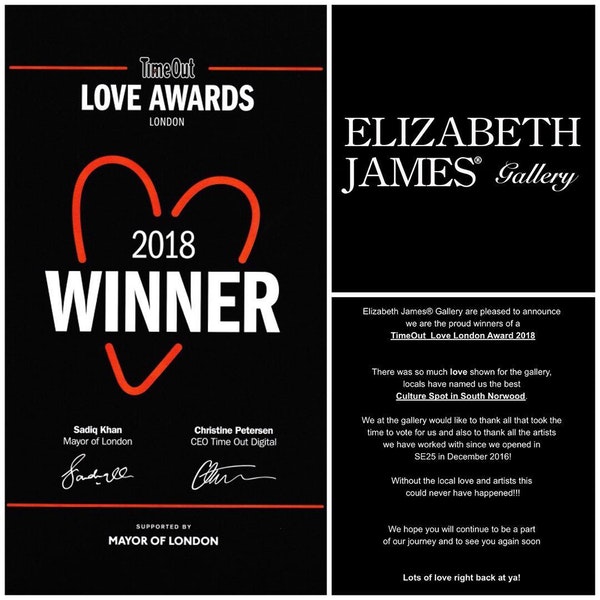 TimeOut
LOVE AWARDS
LONDON
2018
WINNER
Sadiq Khan
Mayor of London
Christine Petersen
CEO Time Out Digital
SUPPORTED BY
MAYOR OF LONDON
ELIZABETH
JAMES® Gallery
Elizabeth James® Gallery are pleased to announce
we are the proud winners of a
TimeOut Love London Award 2018
There was so much love shown for the gallery,
locals have named us the best
Culture Spot in South Norwood.
We at the gallery would like to thank all that took the
time to vote for us and also to thank all the artists
we have worked with since we opened in
SE25 in December 2016!
Without the local love and artists this
could never have happened!!!
We hope you will continue to be a part
of our journey and to see you again soon
Lots of love right back at ya!